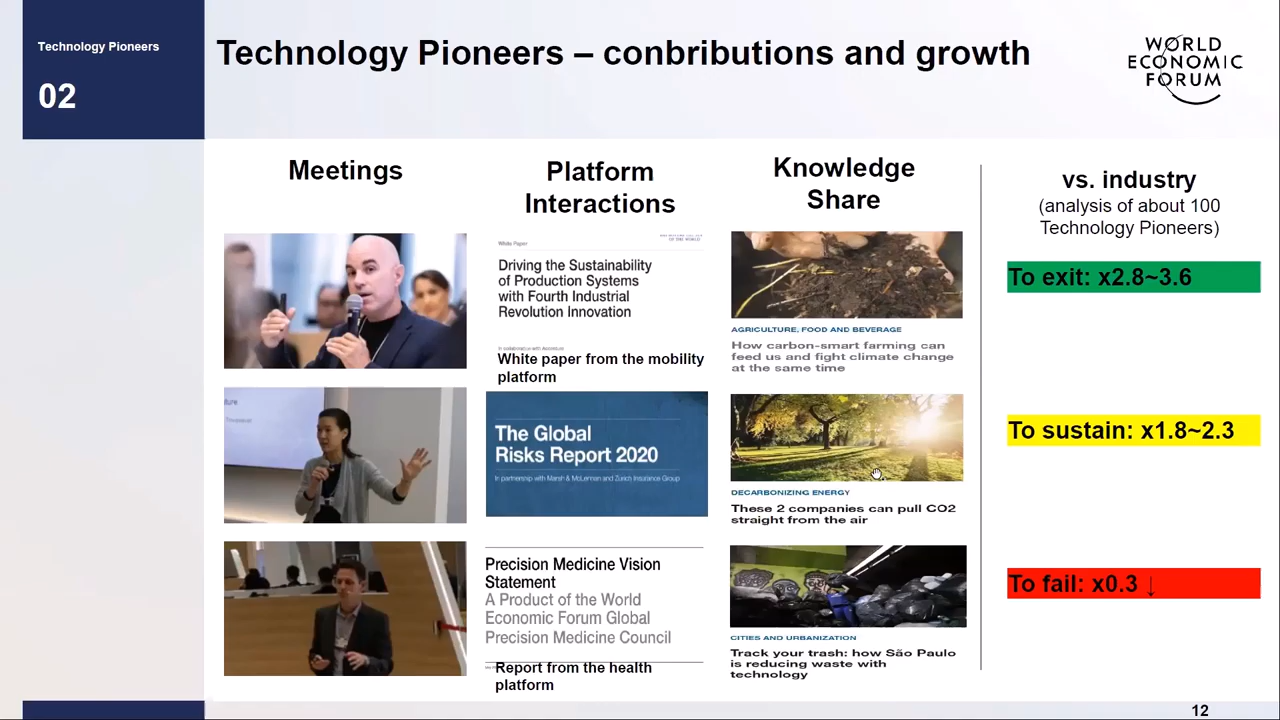 Technology Pioneers
02
Technology Pioneers – conbributions and growth
WORLD
ECONOMIC
FORUM
Meetings
Platform
Interactions
White Paper
Driving the Sustainability
of Production Systems
with Fourth Industrial
Revolution Innovation
In collaboration with Accenture
White paper from the mobility
platform
The Global
Risks Report 2020
In partnership with Marsh & McLennan and Zurich Insurance Group
Precision Medicine Vision
Statement
A Product of the World
Economic Forum Global
Precision Medicine Council
Report from the health
platform
Knowledge
Share
AGRICULTURE, FOOD AND BEVERAGE
How carbon-smart farming can
feed us and fight climate change
at the same time
DECARBONIZING ENERGY
These 2 companies can pull CO2
straight from the air
CITIES AND URBANIZATION
Track your trash: how São Paulo
is reducing waste with
technology
vs. industry
(analysis of about 100
Technology Pioneers)
To exit: x2.8~3.6
To sustain: x1.8~2.3
To fail: x0.3 ↓
12